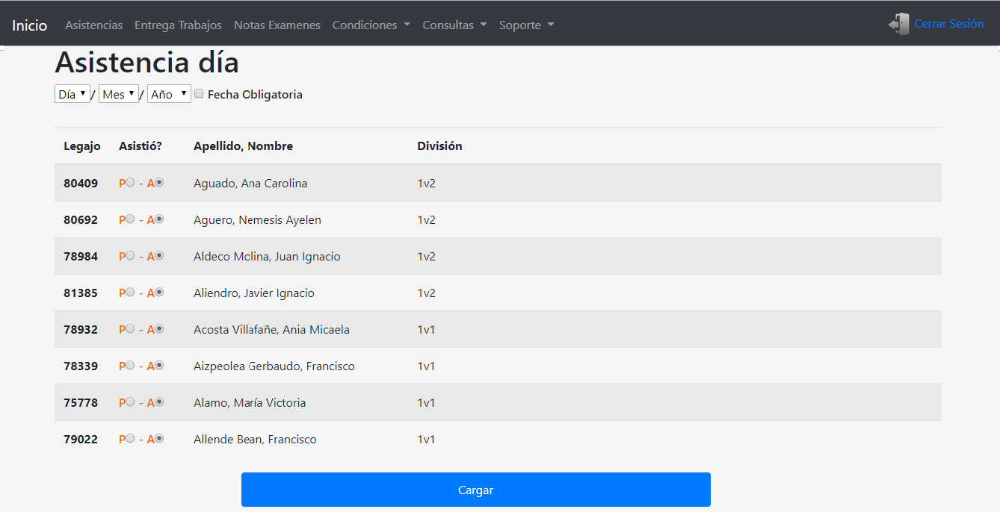 Inicio Asistencias Entrega Trabajos Notas Examenes Condiciones Consultas Soporte Cerrar Sesión
Asistencia día
Día / Mes / Año Fecha Obligatoria
Legajo Asistió? Apellido, Nombre División
80409 P - A Aguado, Ana Carolina 1v2
80692 P - A Aguero, Nemesis Ayelen 1v2
78984 P - A Aldeco Molina, Juan Ignacio 1v2
81385 P - A Aliendro, Javier Ignacio 1v2
78932 P - A Acosta Villafañe, Ania Micaela 1v1
78339 P - A Aizpeolea Gerbaudo, Francisco 1v1
75778 P - A Alamo, María Victoria 1v1
79022 P - A Allende Bean, Francisco 1v1
Cargar